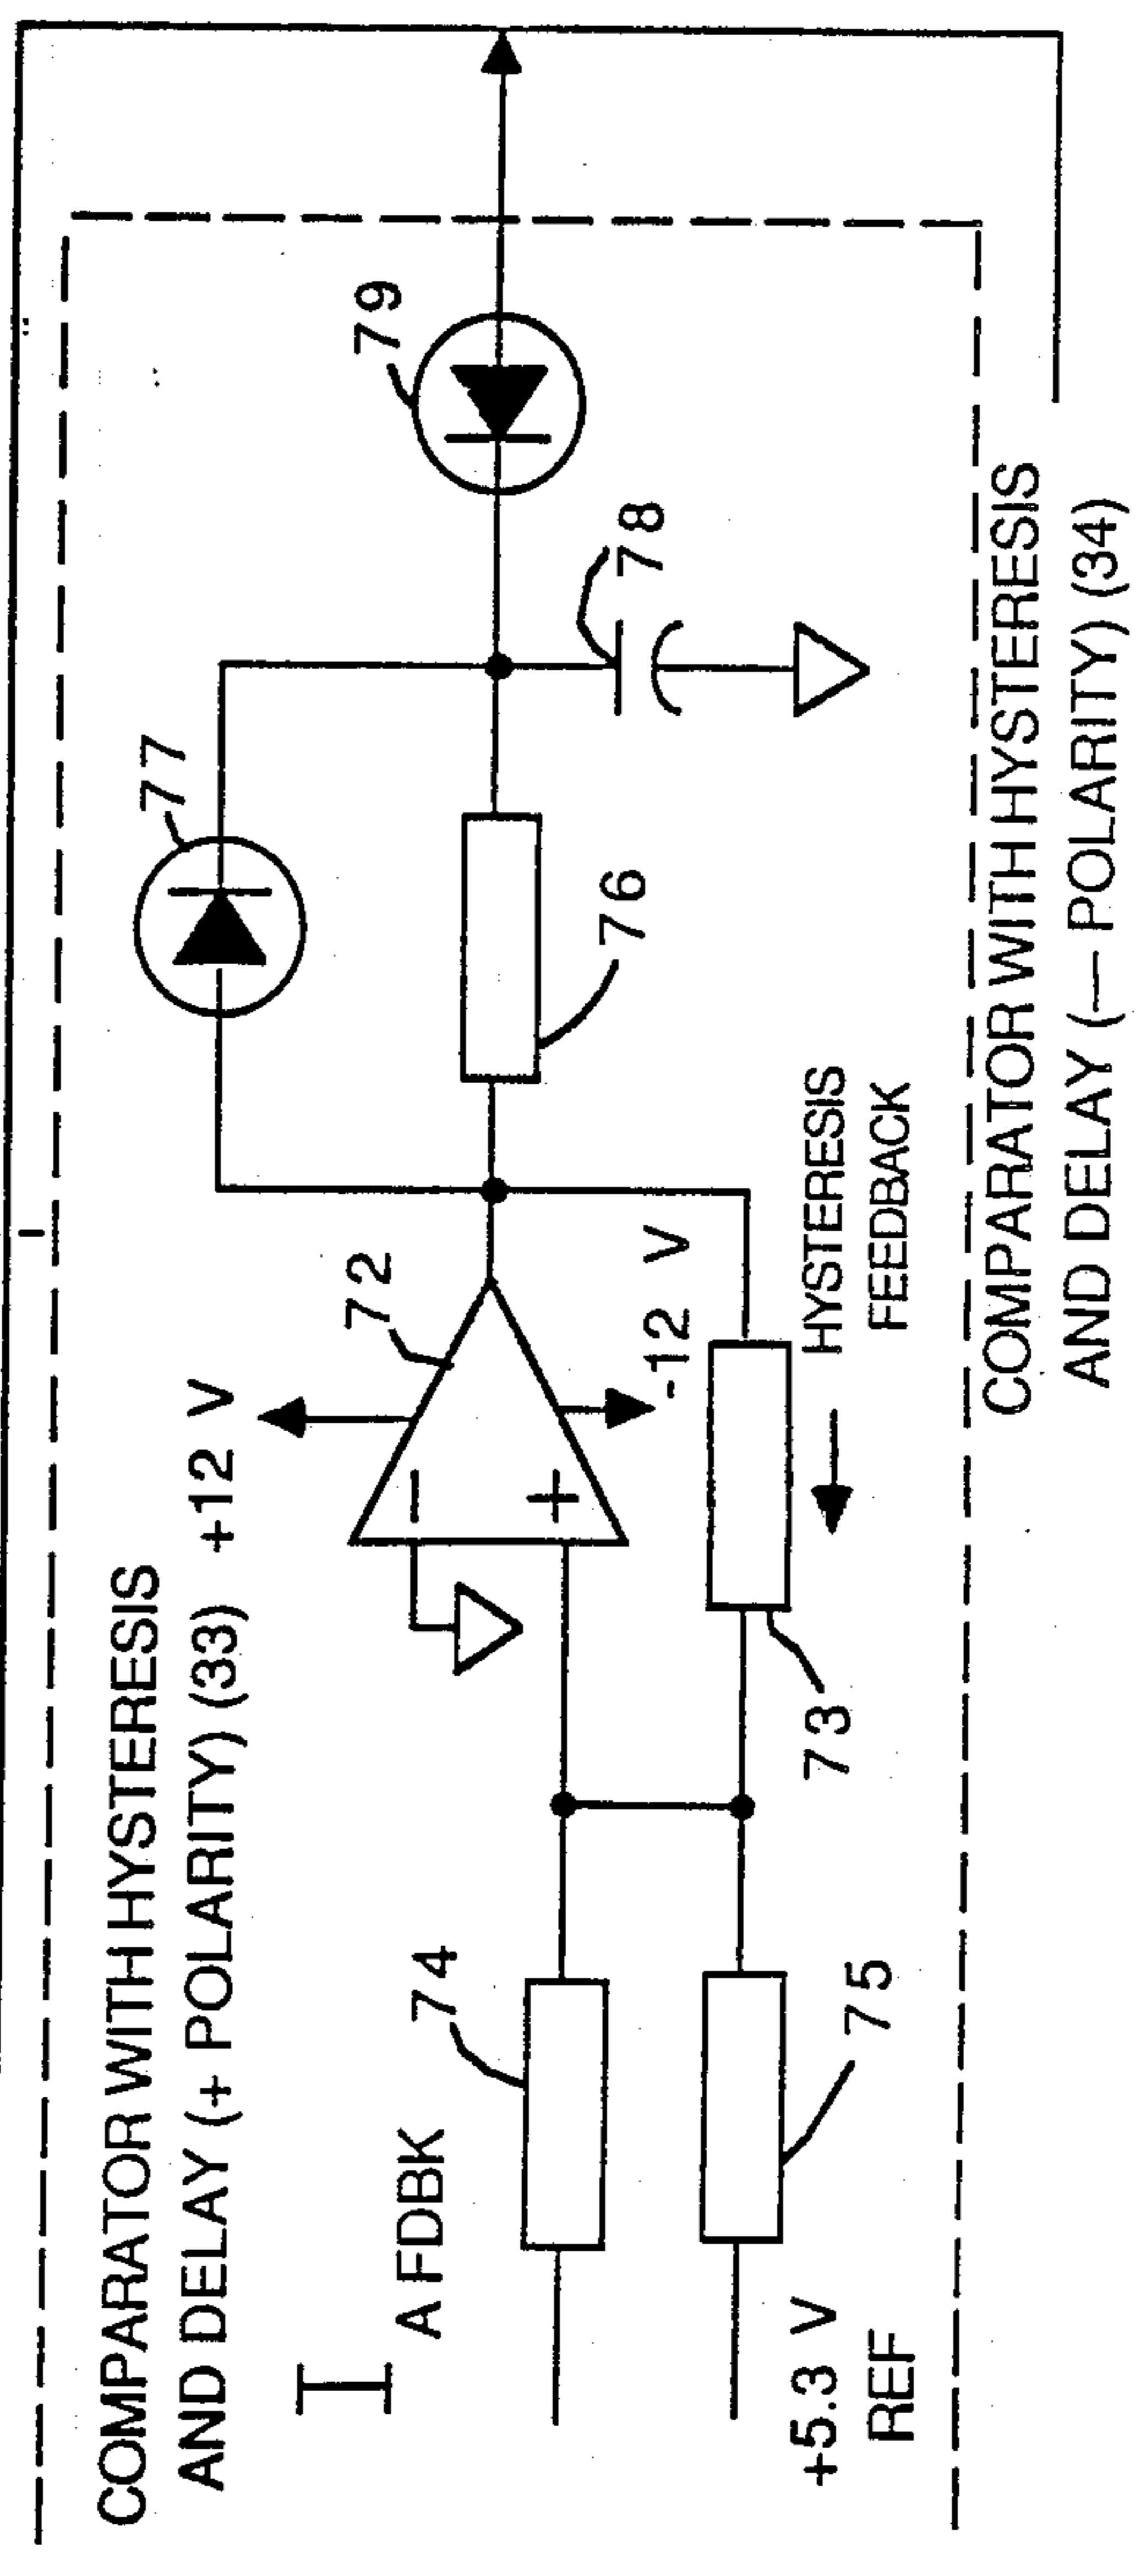 COMPARATOR WITH HYSTERESIS
AND DELAY (+ POLARITY) (33)
+12 V
77
I
A FDBK
74
72
79
76
78
-12 V
+5.3 V
REF
75
73
HYSTERESIS
FEEDBACK
COMPARATOR WITH HYSTERESIS
AND DELAY (— POLARITY) (34)
−
+